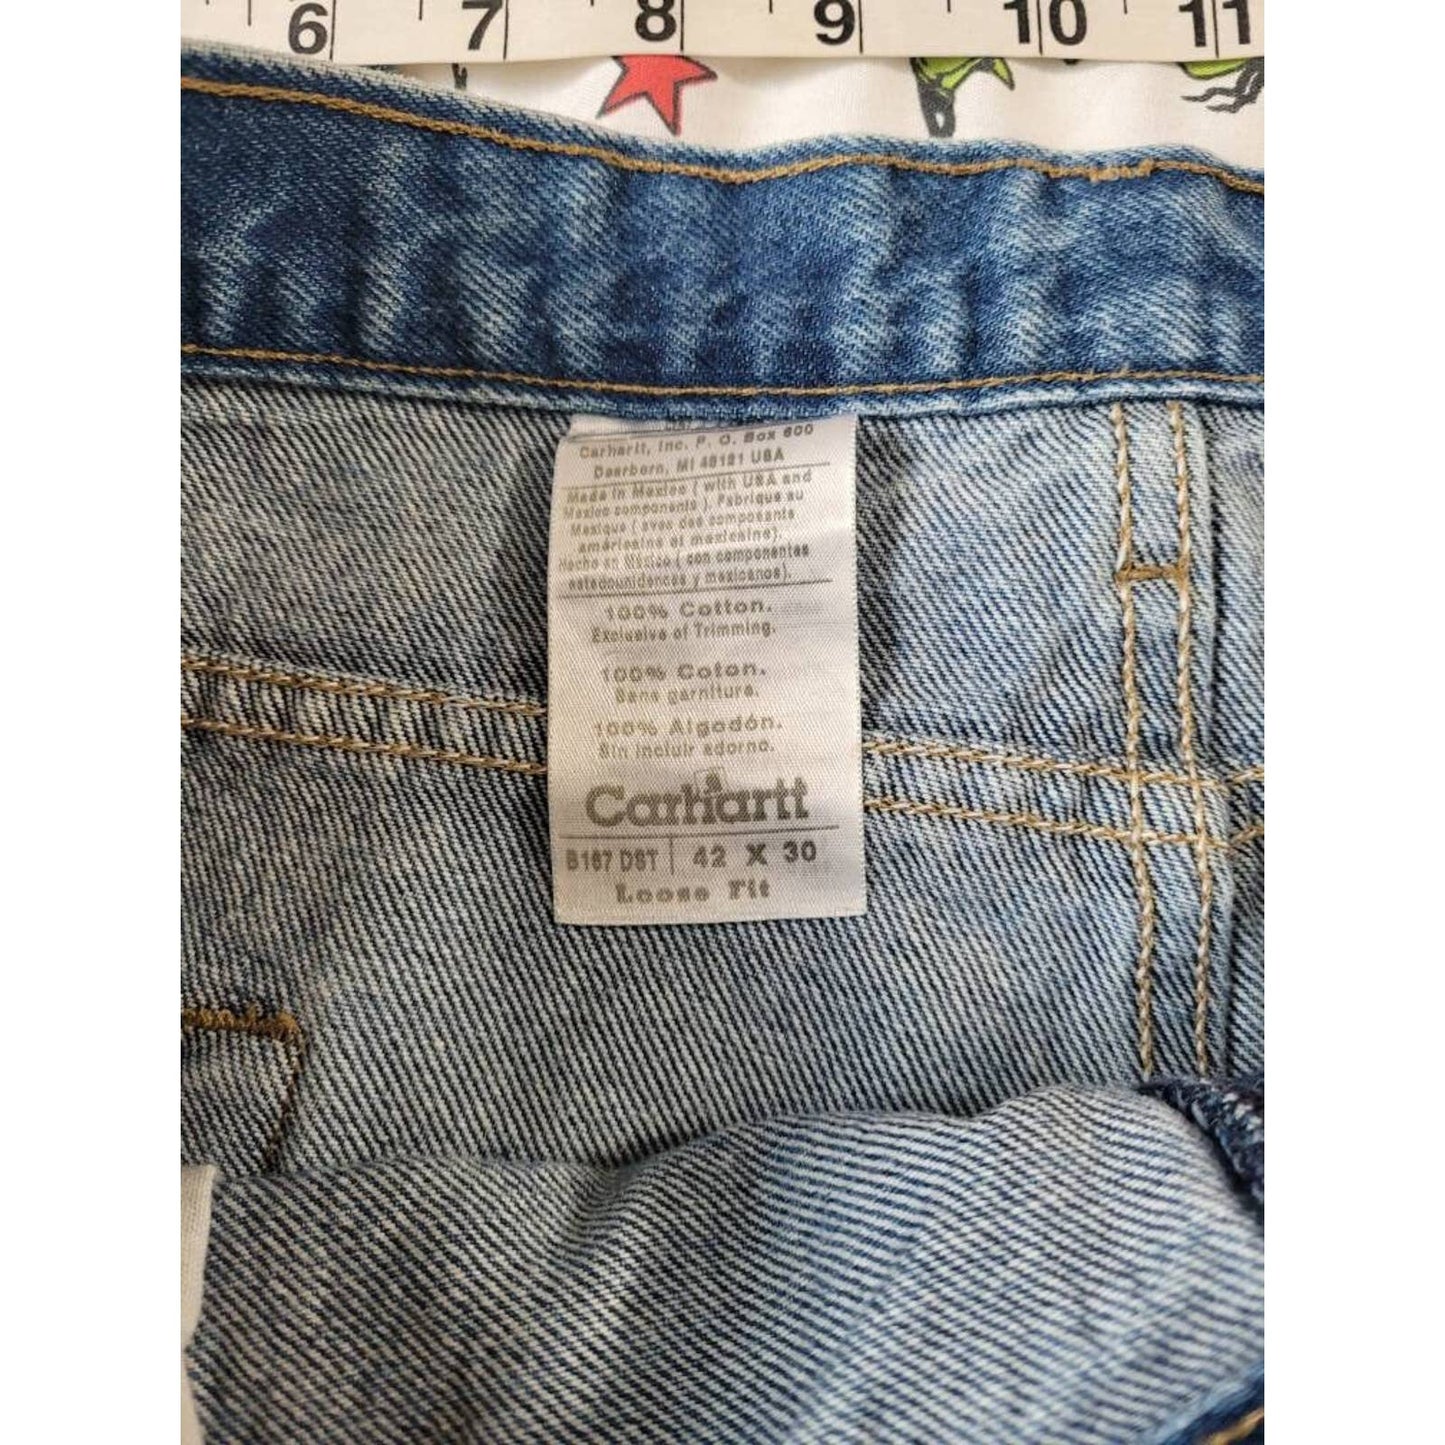 6 7 8 9 10 11
Carhartt, Inc. P. O. Box 600
Dearborn, MI 48121 USA
Made in Mexico ( with USA and
Mexico components ). Fabrique au
Mexique ( avec des composants
américains et mexicains).
Hecho en México ( con componentes
estadounidences y mexicanos).
100% Cotton.
Exclusive of Trimming.
100% Coton.
Sans garniture.
100% Algodón.
Sin incluir adorno.
Carhartt
B167 DST 42 X 30
Loose Fit